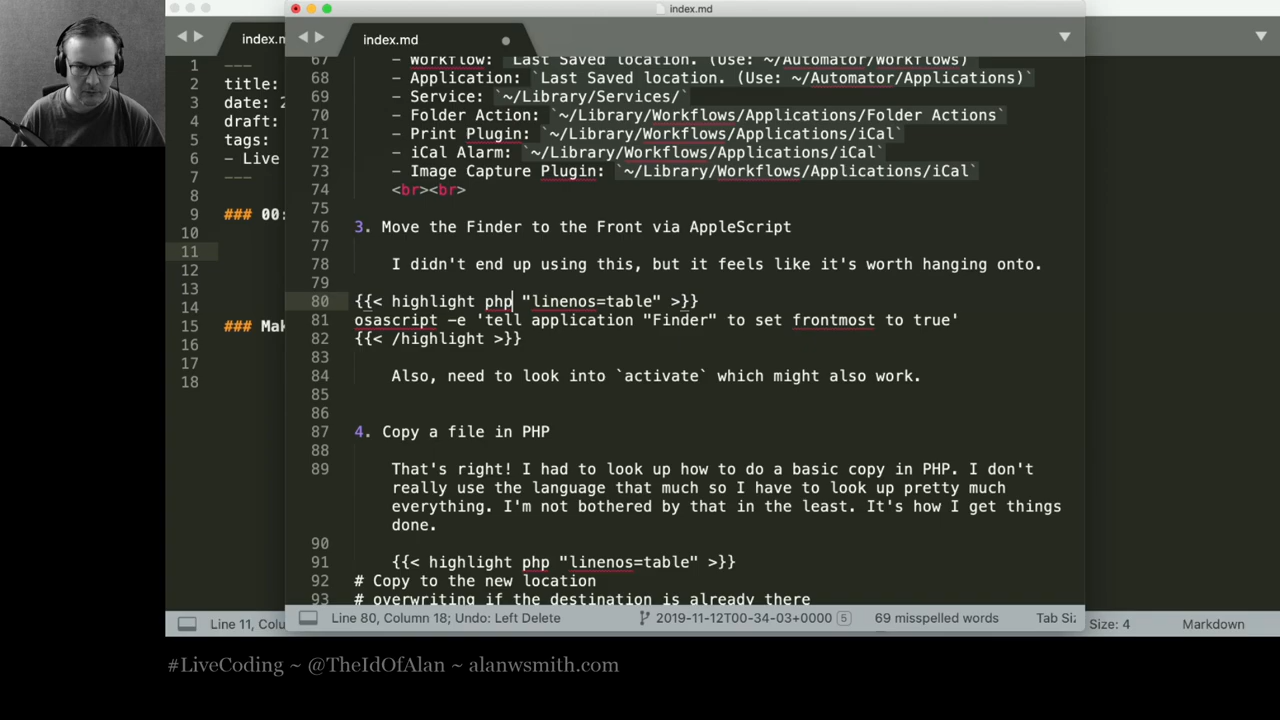 index.md
index.m
index.md
1 ---
2 title:
3 date: 2
4 draft:
5 tags:
6 - Live
7 ---
8
9 ### 00:
10
11
12
13
14
15 ### Mak
16
17
18
67 - Workflow: `Last Saved location. (Use: ~/Automator/Workflows)`
68 - Application: `Last Saved location. (Use: ~/Automator/Applications)`
69 - Service: `~/Library/Services/`
70 - Folder Action: `~/Library/Workflows/Applications/Folder Actions`
71 - Print Plugin: `~/Library/Workflows/Applications/iCal`
72 - iCal Alarm: `~/Library/Workflows/Applications/iCal`
73 - Image Capture Plugin: `~/Library/Workflows/Applications/iCal`
74 <br><br>
75
76 3. Move the Finder to the Front via AppleScript
77
78 I didn't end up using this, but it feels like it's worth hanging onto.
79
80 {{< highlight php "linenos=table" >}}
81 osascript -e 'tell application "Finder" to set frontmost to true'
82 {{< /highlight >}}
83
84 Also, need to look into `activate` which might also work.
85
86
87 4. Copy a file in PHP
88
89 That's right! I had to look up how to do a basic copy in PHP. I don't
really use the language that much so I have to look up pretty much
everything. I'm not bothered by that in the least. It's how I get things
done.
90
91 {{< highlight php "linenos=table" >}}
92 # Copy to the new location
93 # overwriting if the destination is already there
Line 11, Colu
Line 80, Column 18; Undo: Left Delete
2019-11-12T00-34-03+0000 5
69 misspelled words
Tab Siz
Size: 4
Markdown
#LiveCoding ~ @TheIdOfAlan ~ alanwsmith.com